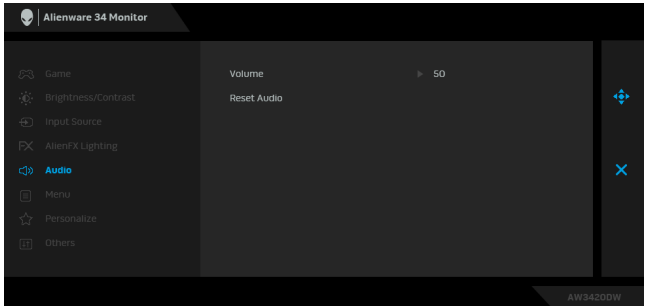 Alienware 34 Monitor
Game
Brightness/Contrast
Input Source
AlienFX Lighting
Audio
Menu
Personalize
Others
Volume 50
Reset Audio
AW3420DW